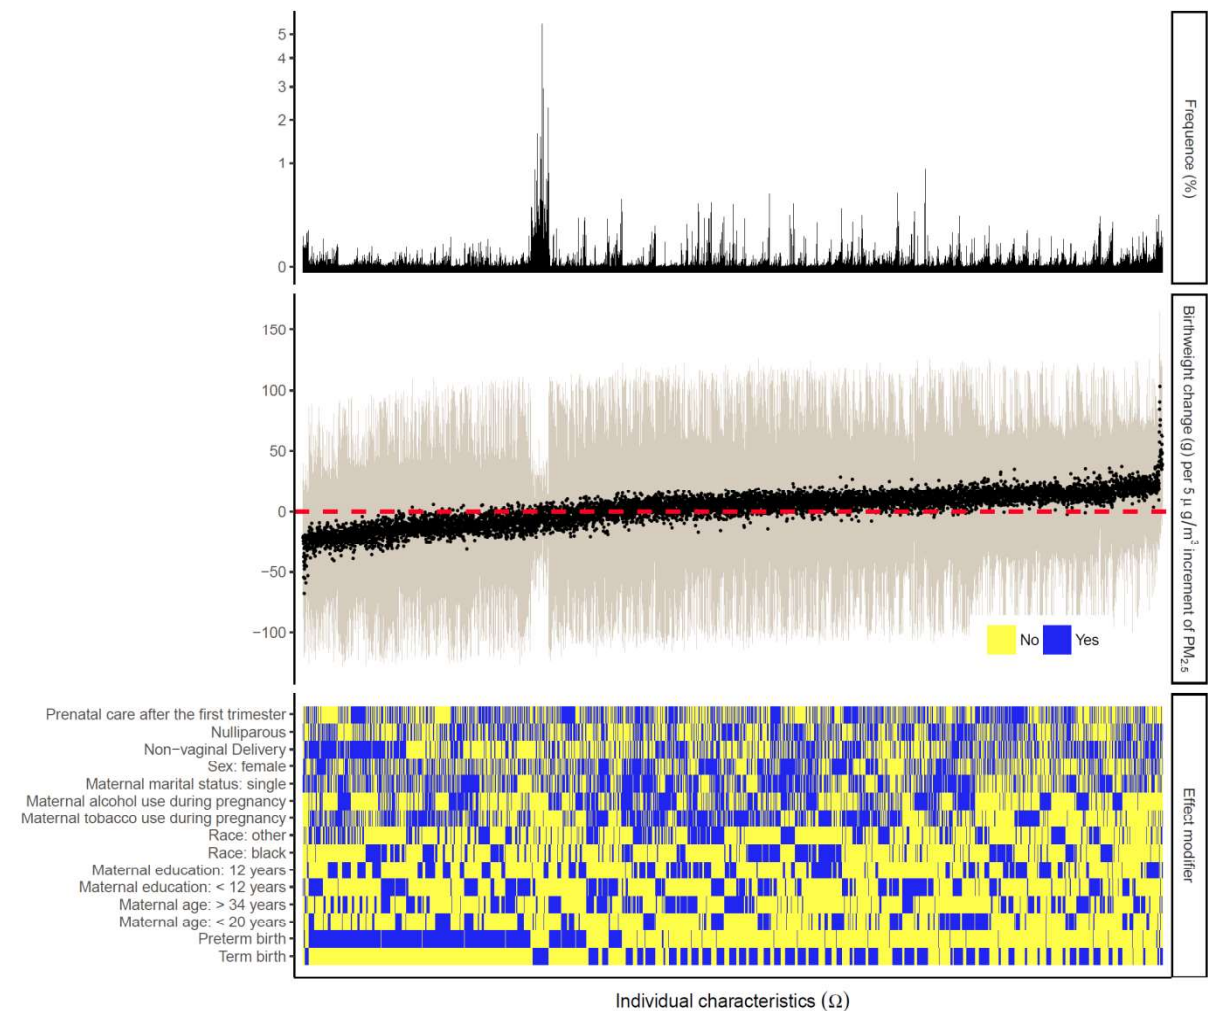 5
4
3
2
1
0
Frequence (%)
150
100
50
0
−50
−100
No Yes
Birthweight change (g) per 5 μ g/m³ increment of PM₂.₅
Prenatal care after the first trimester
Nulliparous
Non−vaginal Delivery
Sex: female
Maternal marital status: single
Maternal alcohol use during pregnancy
Maternal tobacco use during pregnancy
Race: other
Race: black
Maternal education: 12 years
Maternal education: < 12 years
Maternal age: > 34 years
Maternal age: < 20 years
Preterm birth
Term birth
Effect modifier
Individual characteristics (Ω)